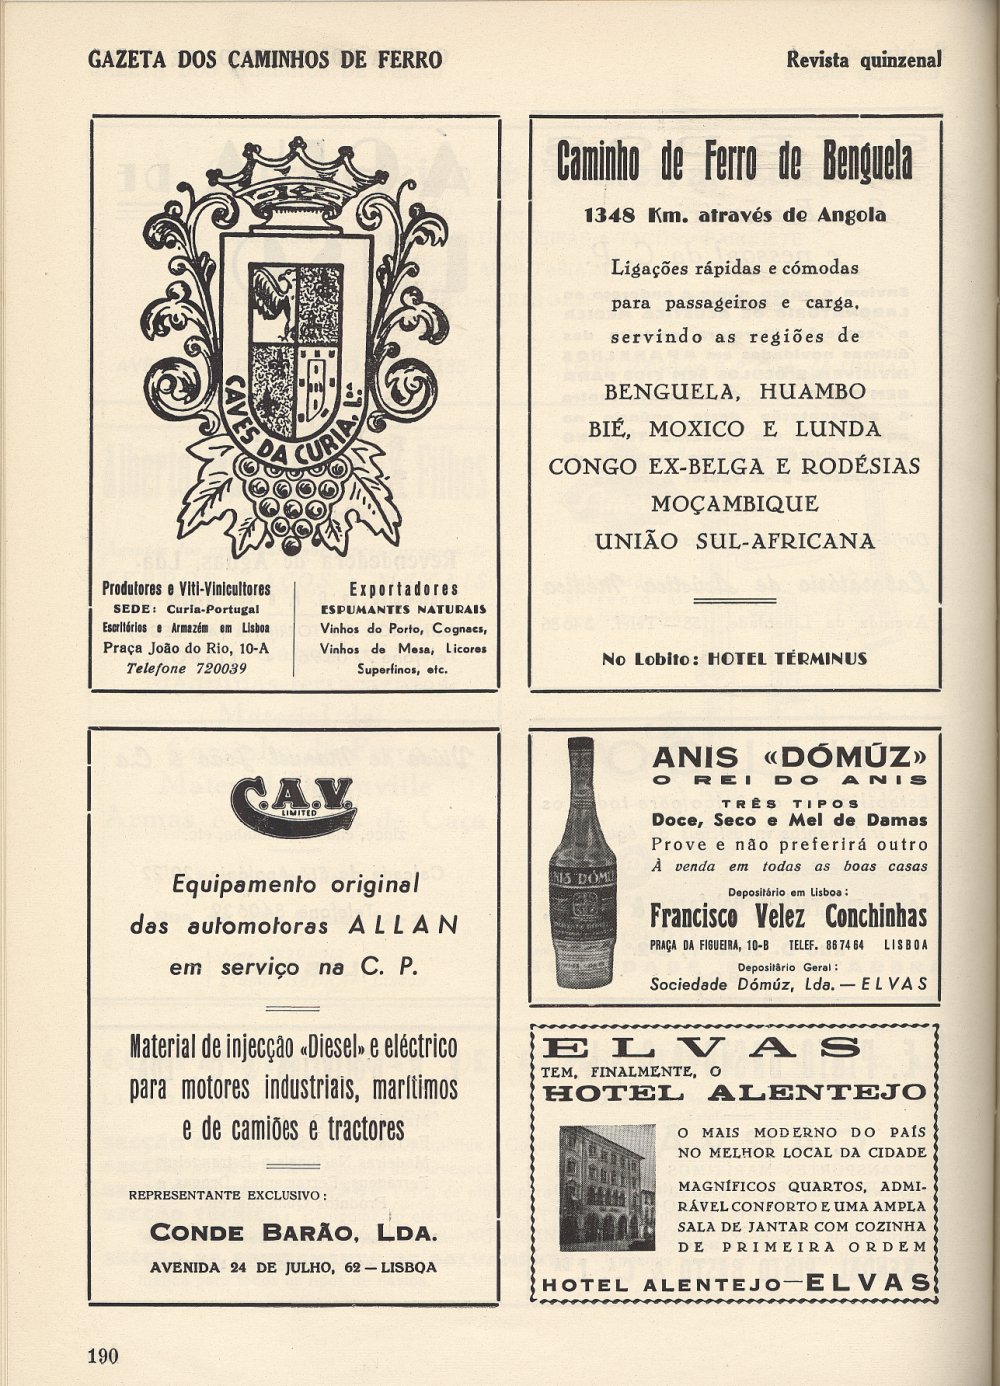 GAZETA DOS CAMINHOS DE FERRO
Revista quinzenal
CAVES DA CURIA, L.da
Produtores e Viti-Vinicultores
SEDE: Curia-Portugal
Escritórios e Armazém em Lisboa
Praça João do Rio, 10-A
Telefone 720039
Exportadores
ESPUMANTES NATURAIS
Vinhos do Porto, Cognacs,
Vinhos de Mesa, Licores
Superfinos, etc.
Caminho de Ferro de Benguela
1348 Km. através de Angola
Ligações rápidas e cómodas
para passageiros e carga,
servindo as regiões de
BENGUELA, HUAMBO
BIÉ, MOXICO E LUNDA
CONGO EX-BELGA E RODÉSIAS
MOÇAMBIQUE
UNIÃO SUL-AFRICANA
No Lobito: HOTEL TÉRMINUS
C.A.V.
LIMITED
Equipamento original
das automotoras ALLAN
em serviço na C. P.
Material de injecção «Diesel» e eléctrico
para motores industriais, marítimos
e de camiões e tractores
REPRESENTANTE EXCLUSIVO:
CONDE BARÃO, LDA.
AVENIDA 24 DE JULHO, 62 — LISBOA
ANIS DÓMÚZ
ANIS «DÓMÚZ»
O REI DO ANIS
TRÊS TIPOS
Doce, Seco e Mel de Damas
Prove e não preferirá outro
À venda em todas as boas casas
Depositário em Lisboa:
Francisco Velez Conchinhas
PRAÇA DA FIGUEIRA, 10-B TELEF. 867464 LISBOA
Depositário Geral:
Sociedade Dómúz, Lda. — ELVAS
ELVAS
TEM, FINALMENTE, O
HOTEL ALENTEJO
O MAIS MODERNO DO PAÍS
NO MELHOR LOCAL DA CIDADE
MAGNÍFICOS QUARTOS, ADMI-
RÁVEL CONFORTO E UMA AMPLA
SALA DE JANTAR COM COZINHA
DE PRIMEIRA ORDEM
HOTEL ALENTEJO—ELVAS
190